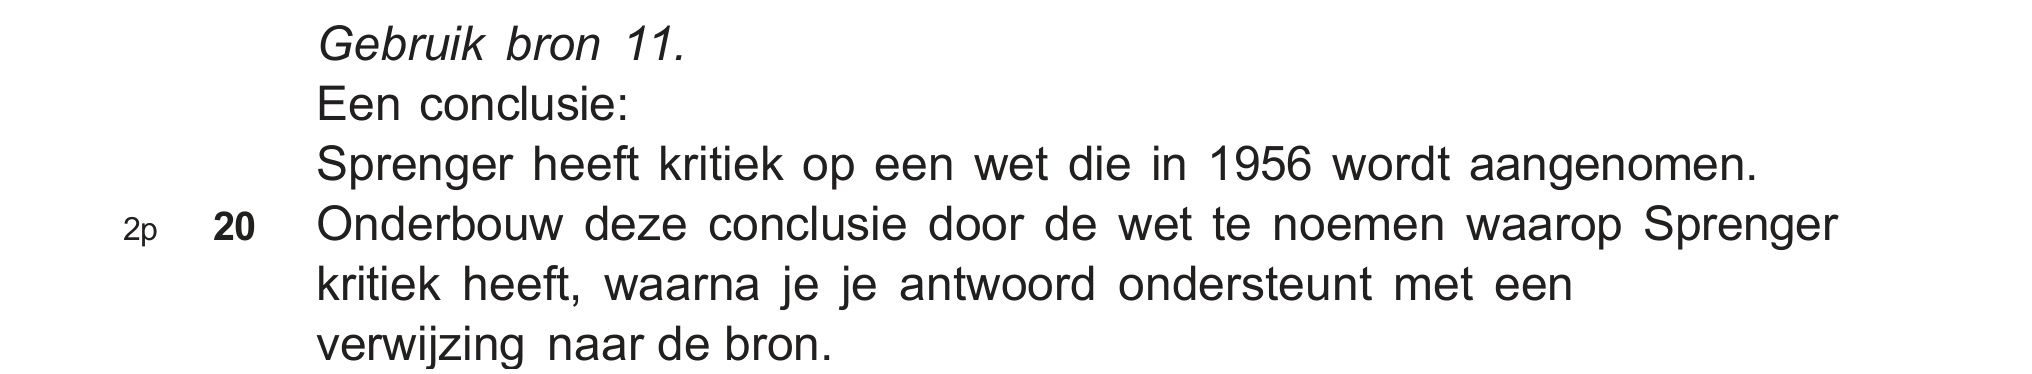 Gebruik bron 11.
Een conclusie:
Sprenger heeft kritiek op een wet die in 1956 wordt aangenomen.
2p 20 Onderbouw deze conclusie door de wet te noemen waarop Sprenger
kritiek heeft, waarna je je antwoord ondersteunt met een
verwijzing naar de bron.